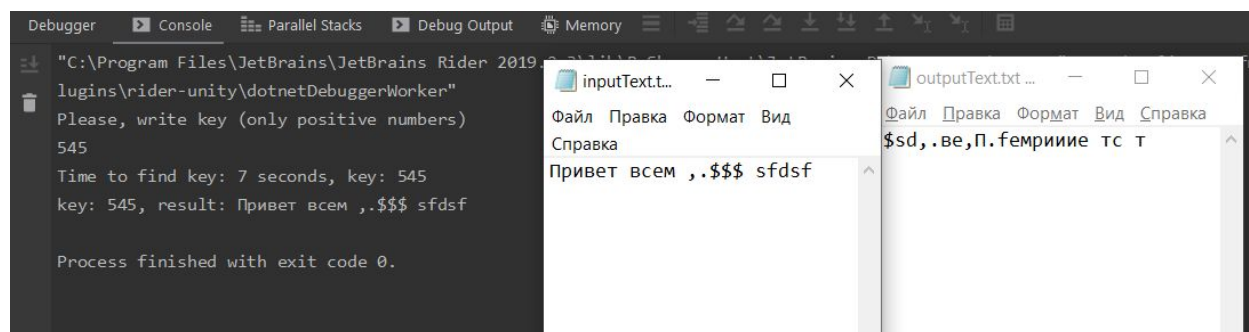 Debugger Console Parallel Stacks Debug Output Memory
"C:\Program Files\JetBrains\JetBrains Rider 2019.
lugins\rider-unity\dotnetDebuggerWorker"
Please, write key (only positive numbers)
545
Time to find key: 7 seconds, key: 545
key: 545, result: Привет всем ,.$$$ sfdsf
Process finished with exit code 0.
inputText.t...
Файл Правка Формат Вид
Справка
Привет всем ,.$$$ sfdsf
outputText.txt ...
Файл Правка Формат Вид Справка
$sd,.ве,П.fемрииие тс т